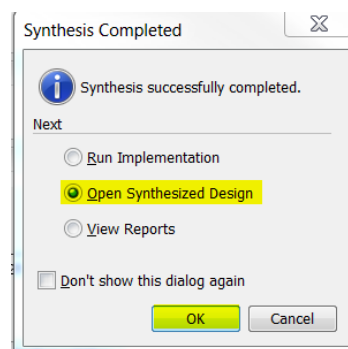 Synthesis Completed
Synthesis successfully completed.
Next
Run Implementation
Open Synthesized Design
View Reports
Don't show this dialog again
OK
Cancel